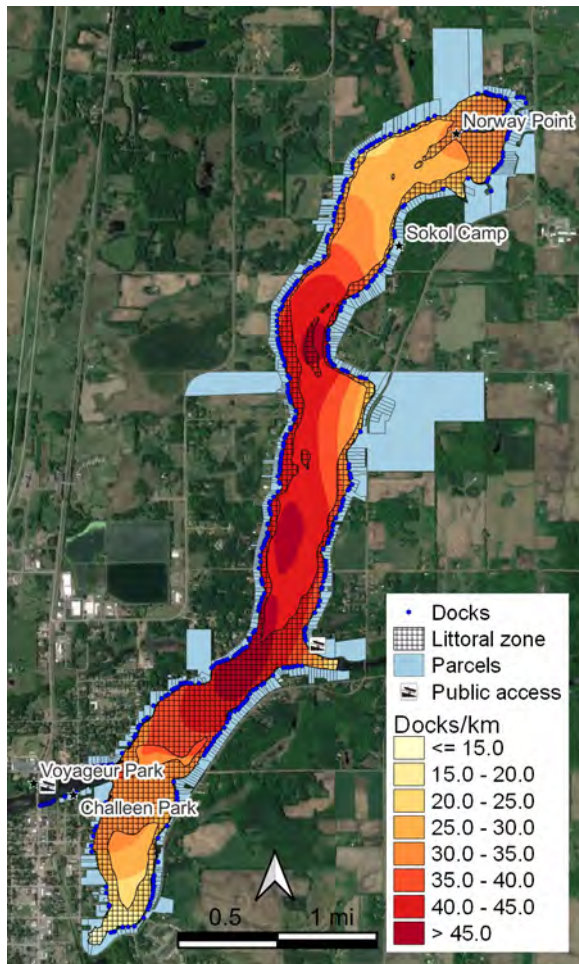 Norway Point
Sokol Camp
Voyageur Park
Challeen Park
Docks
Littoral zone
Parcels
Public access
Docks/km
<= 15.0
15.0 - 20.0
20.0 - 25.0
25.0 - 30.0
30.0 - 35.0
35.0 - 40.0
40.0 - 45.0
> 45.0
0.5 1 mi